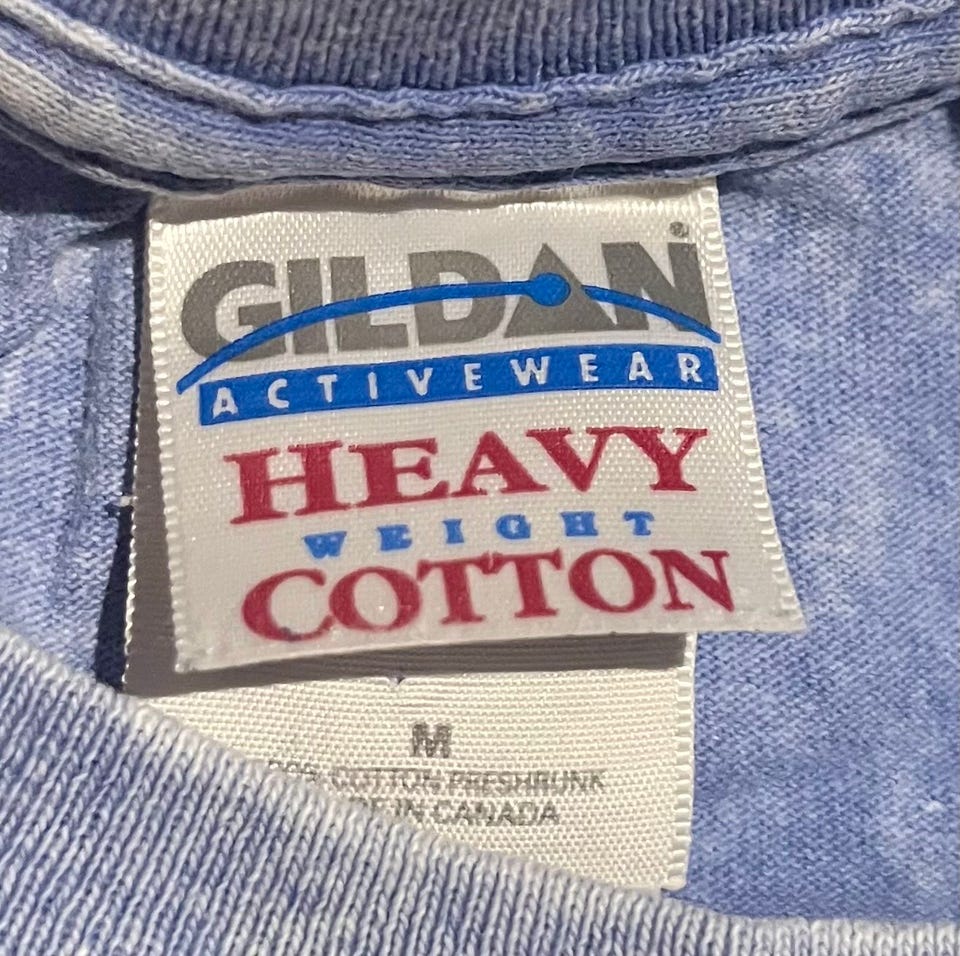 GILDAN®
ACTIVEWEAR
HEAVY
WEIGHT
COTTON
M
COTTON PRESHRUNK
IN CANADA